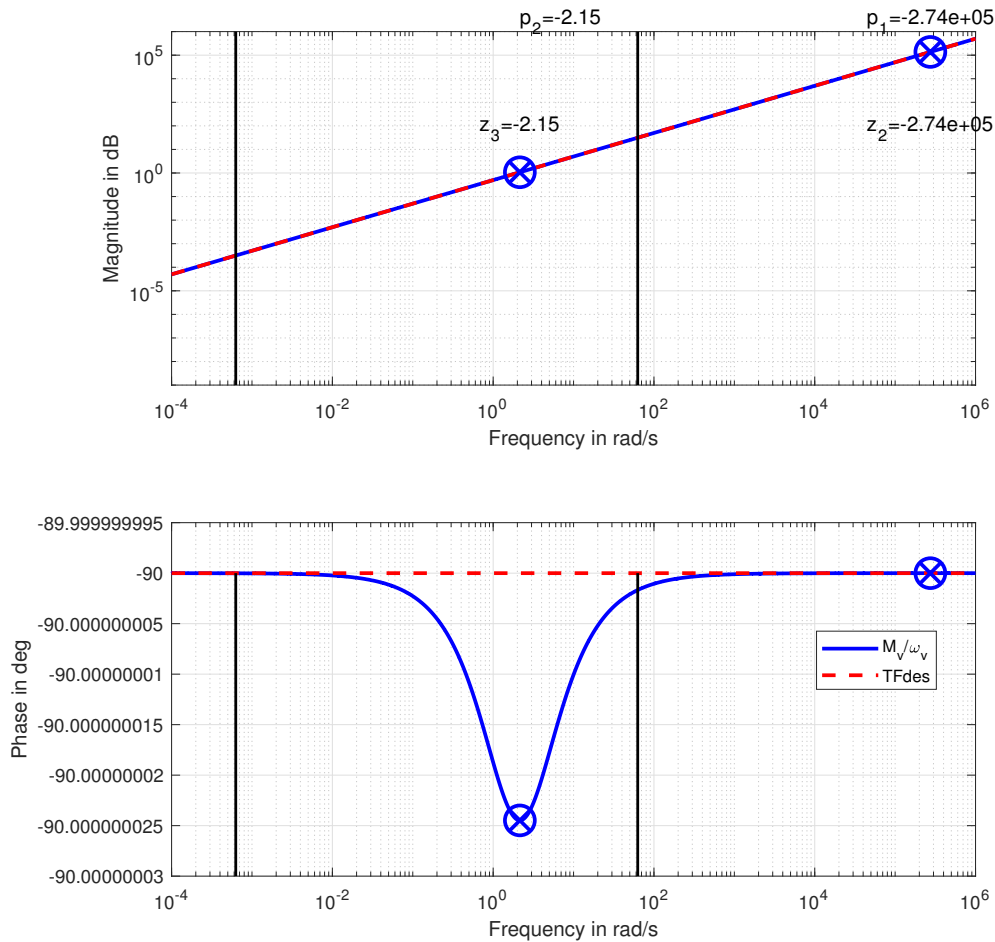 p2=-2.15
p1=-2.74e+05
z3=-2.15
z2=-2.74e+05
10^5
10^0
10^-5
Magnitude in dB
10^-4
10^-2
10^0
10^2
10^4
10^6
Frequency in rad/s
-89.999999995
-90
-90.000000005
-90.00000001
-90.000000015
-90.00000002
-90.000000025
-90.00000003
Phase in deg
Mv/ωv
TFdes
10^-4
10^-2
10^0
10^2
10^4
10^6
Frequency in rad/s